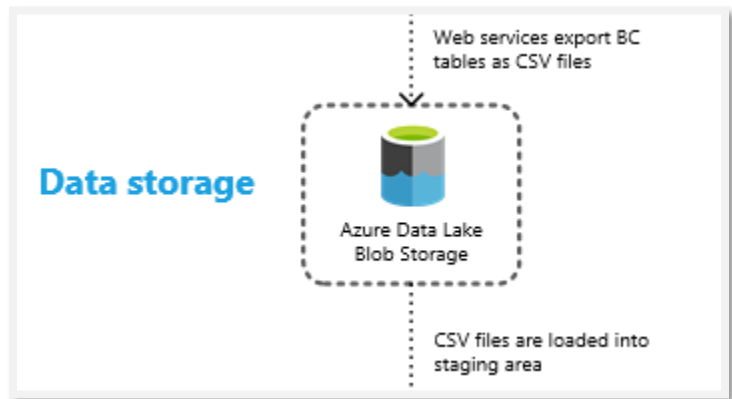 Web services export BC
tables as CSV files
Data storage
Azure Data Lake
Blob Storage
CSV files are loaded into
staging area